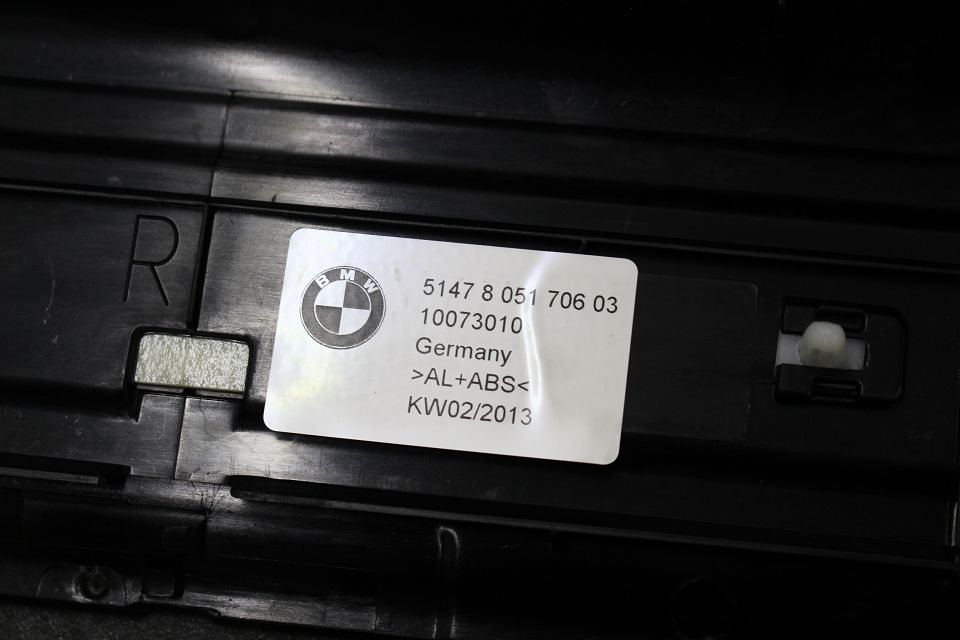 R
BMW
5147 8 051 706 03
10073010
Germany
>AL+ABS<
KW02/2013